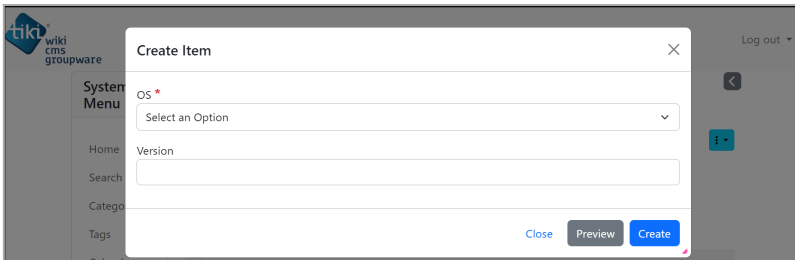 tiki
wiki
cms
groupware
Log out
Create Item
System
Menu
OS *
Select an Option
Home
Version
Search
Catego
Tags
Close
Preview
Create